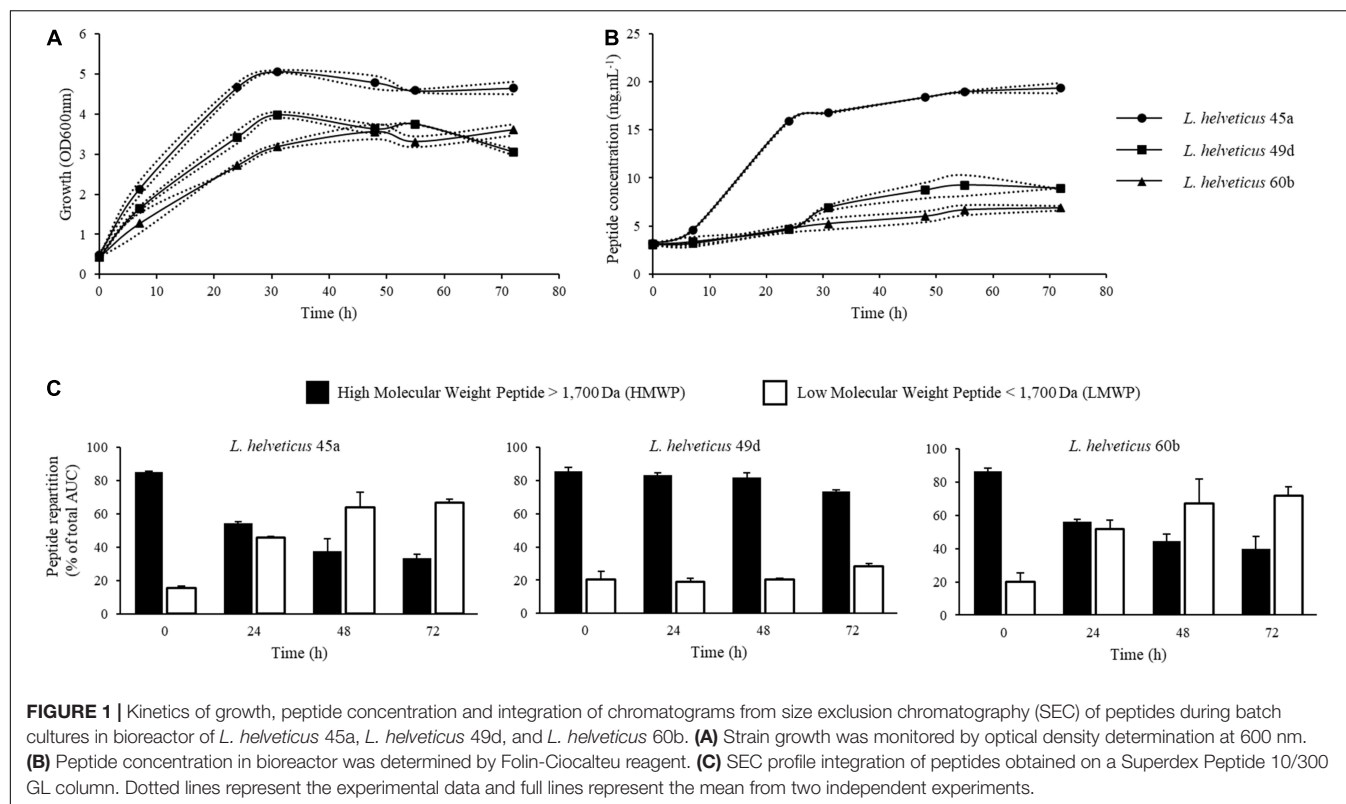 A
Growth (OD600nm)
6
5
4
3
2
1
0
0 10 20 30 40 50 60 70 80
Time (h)
B
Peptide concentration (mg.mL-1)
25
20
15
10
5
0
0 10 20 30 40 50 60 70 80
Time (h)
L. helveticus 45a
L. helveticus 49d
L. helveticus 60b
C
High Molecular Weight Peptide > 1,700 Da (HMWP)
Low Molecular Weight Peptide < 1,700 Da (LMWP)
Peptide repartition
(% of total AUC)
L. helveticus 45a
100
80
60
40
20
0
0 24 48 72
Time (h)
L. helveticus 49d
100
80
60
40
20
0
0 24 48 72
Time (h)
L. helveticus 60b
100
80
60
40
20
0
0 24 48 72
Time (h)
FIGURE 1 | Kinetics of growth, peptide concentration and integration of chromatograms from size exclusion chromatography (SEC) of peptides during batch
cultures in bioreactor of L. helveticus 45a, L. helveticus 49d, and L. helveticus 60b. (A) Strain growth was monitored by optical density determination at 600 nm.
(B) Peptide concentration in bioreactor was determined by Folin-Ciocalteu reagent. (C) SEC profile integration of peptides obtained on a Superdex Peptide 10/300
GL column. Dotted lines represent the experimental data and full lines represent the mean from two independent experiments.